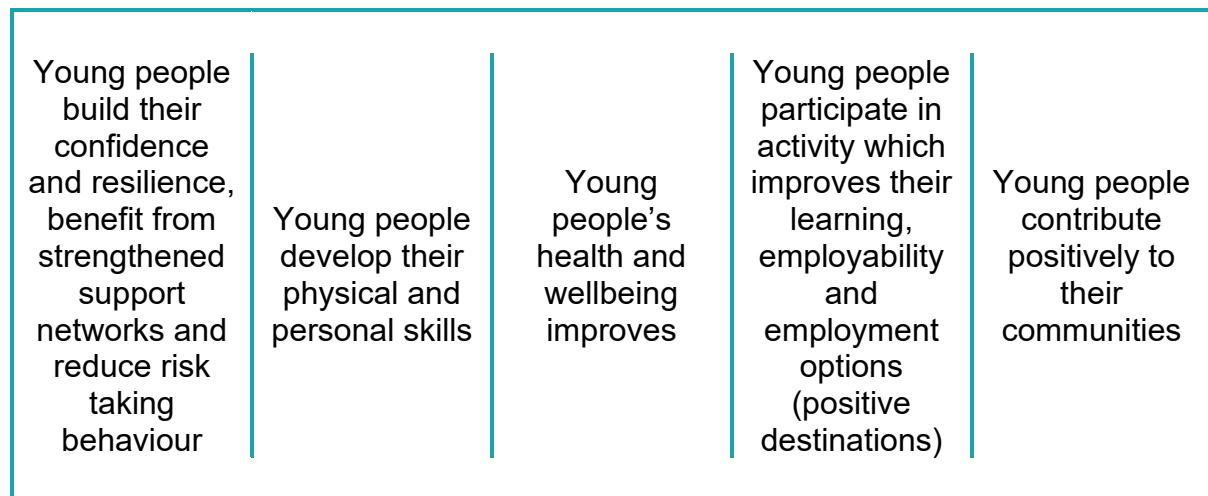 Young people
build their
confidence
and resilience,
benefit from
strengthened
support
networks and
reduce risk
taking
behaviour
Young people
develop their
physical and
personal skills
Young
people’s
health and
wellbeing
improves
Young people
participate in
activity which
improves their
learning,
employability
and
employment
options
(positive
destinations)
Young people
contribute
positively to
their
communities